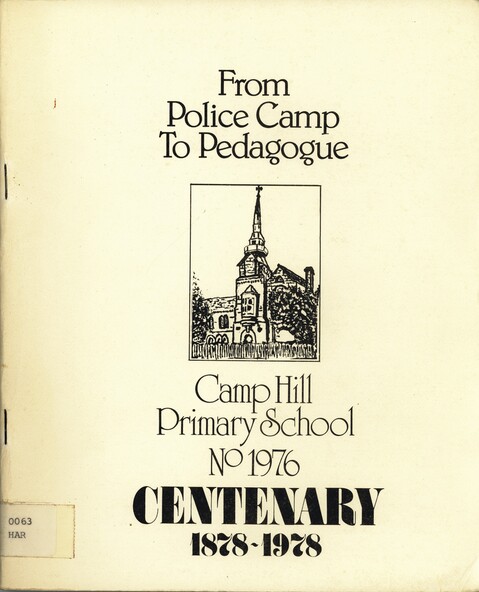 From
Police Camp
To Pedagogue
Camp Hill
Primary School
No 1976
CENTENARY
1878-1978
0063
HAR